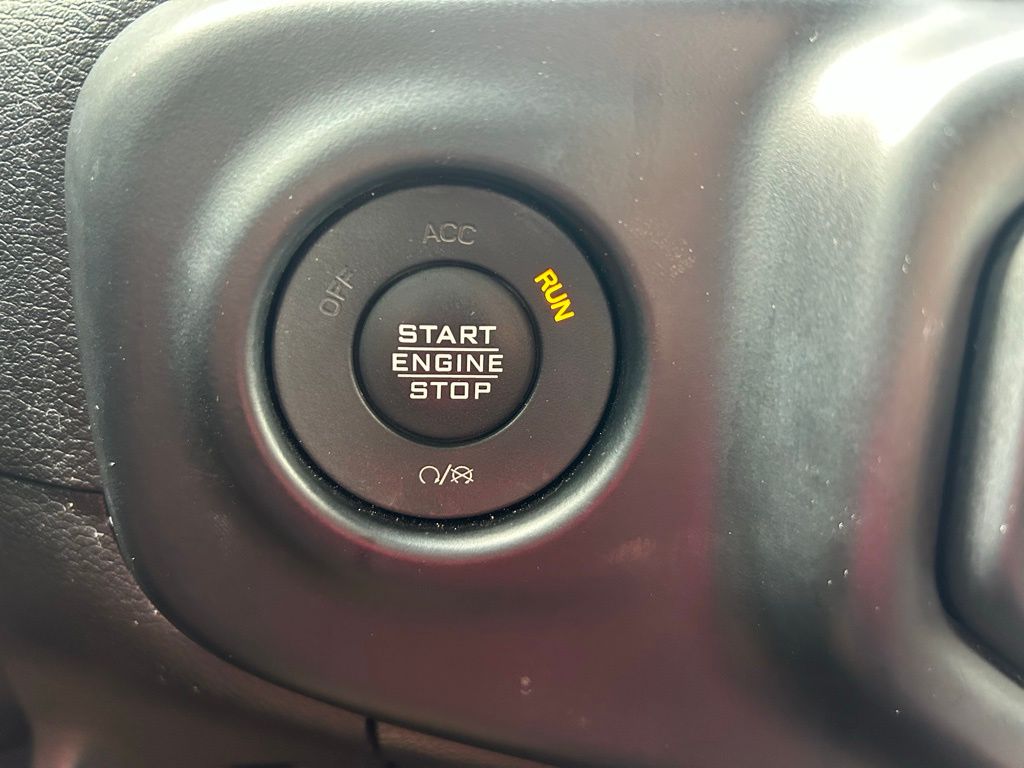 ACC
OFF
RUN
START
ENGINE
STOP